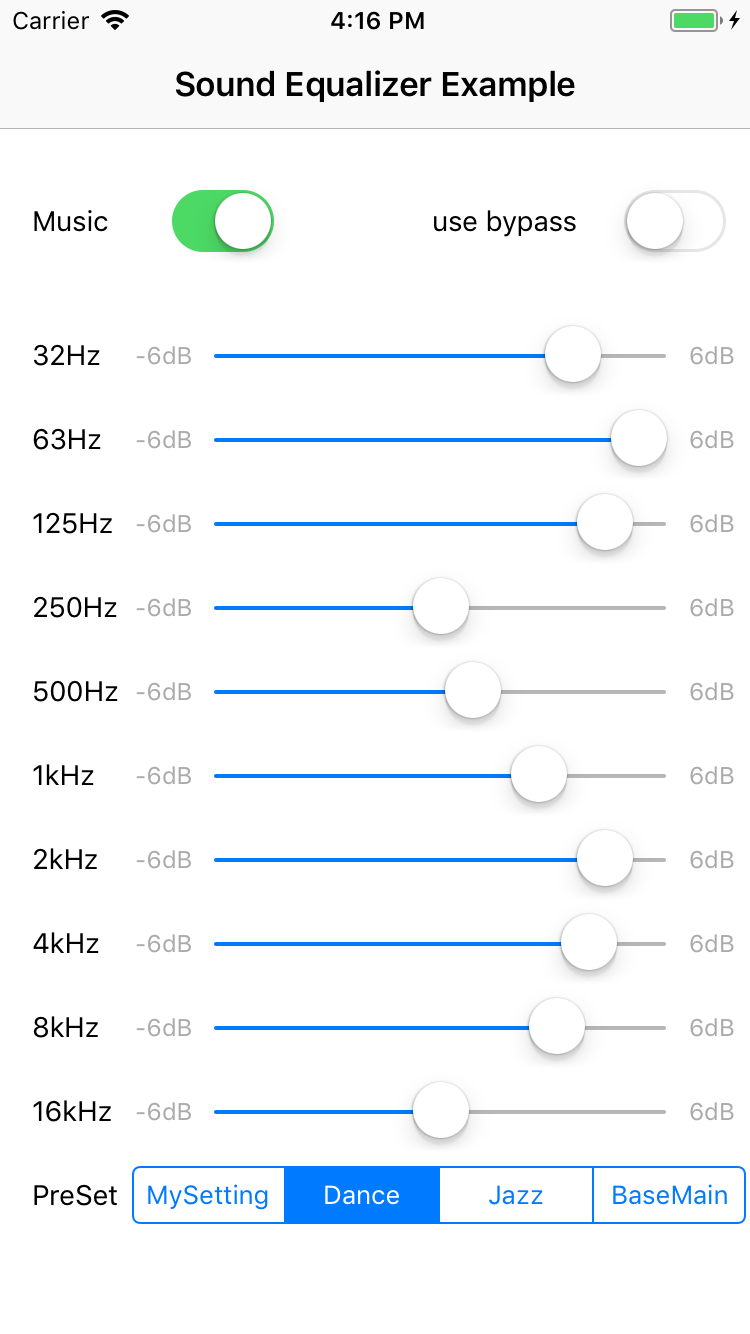 Carrier 4:16 PM
Sound Equalizer Example
Music use bypass
32Hz -6dB 6dB
63Hz -6dB 6dB
125Hz -6dB 6dB
250Hz -6dB 6dB
500Hz -6dB 6dB
1kHz -6dB 6dB
2kHz -6dB 6dB
4kHz -6dB 6dB
8kHz -6dB 6dB
16kHz -6dB 6dB
PreSet MySetting Dance Jazz BaseMain